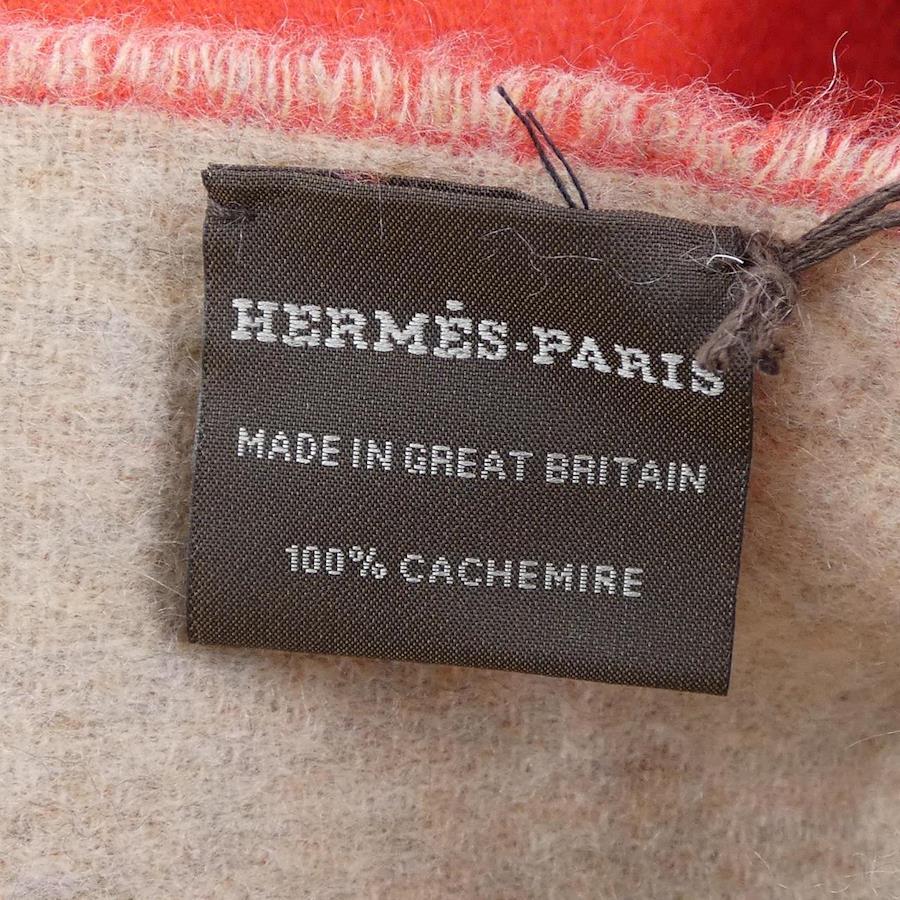 HERMÈS-PARIS
MADE IN GREAT BRITAIN
100% CACHEMIRE